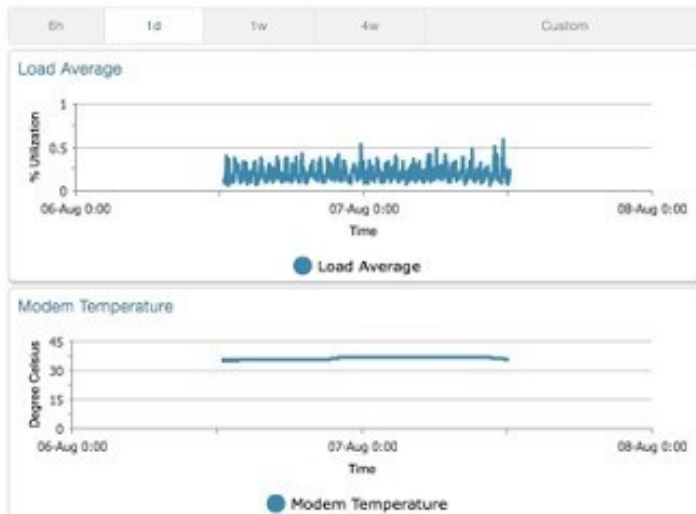 6h 1d 1w 4w Custom
Load Average
1
0.5
0
% Utilization
06-Aug 0:00 07-Aug 0:00 08-Aug 0:00
Time
Load Average
Modem Temperature
45
30
15
0
Degree Celsius
06-Aug 0:00 07-Aug 0:00 08-Aug 0:00
Time
Modem Temperature